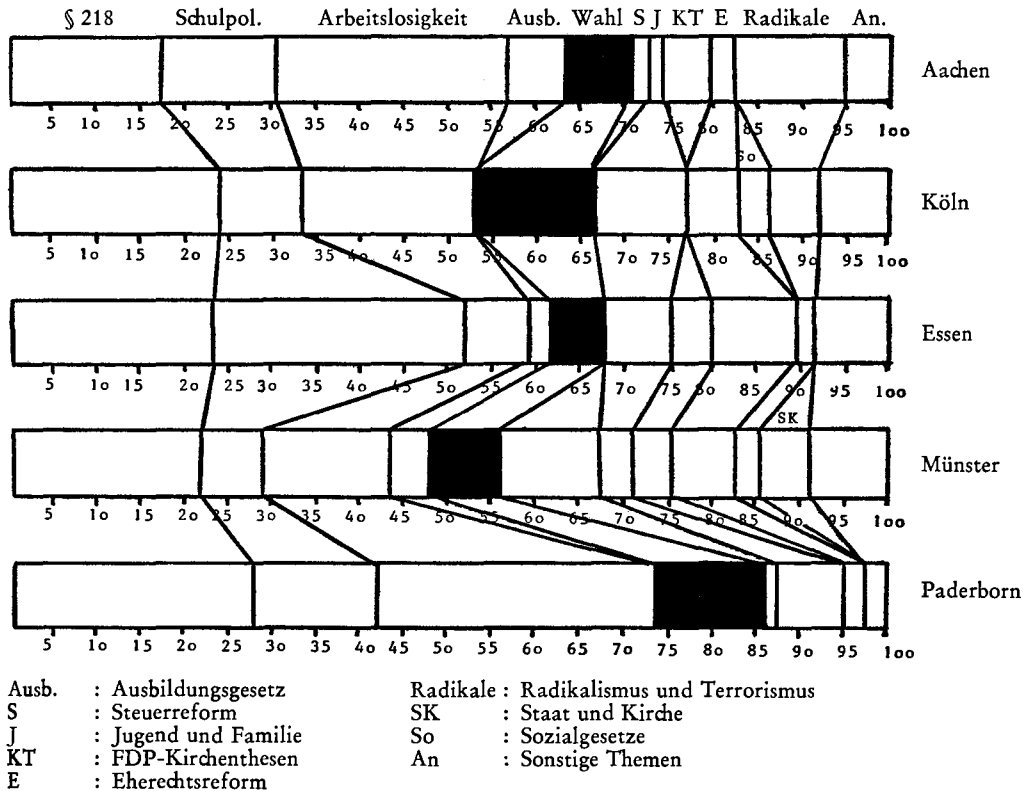 § 218 Schulpol. Arbeitslosigkeit Ausb. Wahl S J KT E Radikale An.
Aachen
5 10 15 20 25 30 35 40 45 50 55 60 65 70 75 80 85 90 95 100
So
Köln
5 10 15 20 25 30 35 40 45 50 55 60 65 70 75 80 85 90 95 100
Essen
5 10 15 20 25 30 35 40 45 50 55 60 65 70 75 80 85 90 95 100
SK
Münster
5 10 15 20 25 30 35 40 45 50 55 60 65 70 75 80 85 90 95 100
Paderborn
5 10 15 20 25 30 35 40 45 50 55 60 65 70 75 80 85 90 95 100
Ausb. : Ausbildungsgesetz Radikale : Radikalismus und Terrorismus
S : Steuerreform SK : Staat und Kirche
J : Jugend und Familie So : Sozialgesetze
KT : FDP-Kirchenthesen An : Sonstige Themen
E : Eherechtsreform